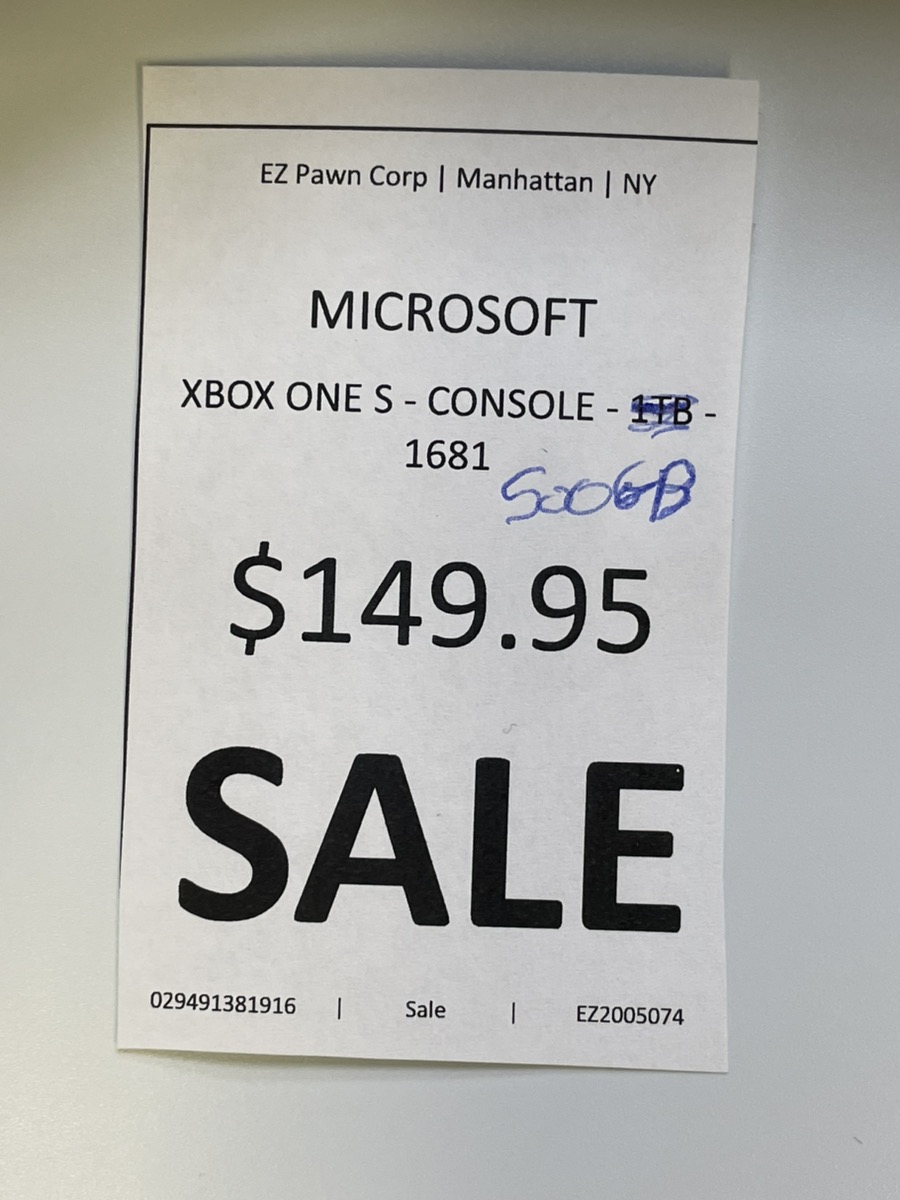 EZ Pawn Corp | Manhattan | NY
MICROSOFT
XBOX ONE S - CONSOLE - 1TB -
1681
500GB
$149.95
SALE
029491381916 | Sale | EZ2005074